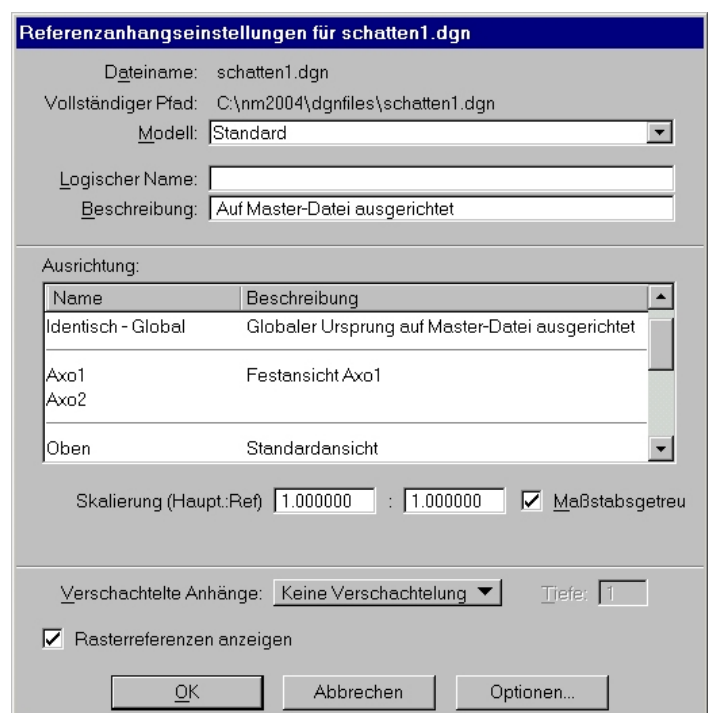 Referenzanhangseinstellungen für schatten1.dgn
Dateiname: schatten1.dgn
Vollständiger Pfad: C:\nm2004\dgnfiles\schatten1.dgn
Modell: Standard
Logischer Name:
Beschreibung: Auf Master-Datei ausgerichtet
Ausrichtung:
Name Beschreibung
Identisch - Global Globaler Ursprung auf Master-Datei ausgerichtet
Axo1 Festansicht Axo1
Axo2
Oben Standardansicht
Skalierung (Haupt.:Ref) 1.000000 : 1.000000 Maßstabsgetreu
Verschachtelte Anhänge: Keine Verschachtelung Tiefe: 1
Rasterreferenzen anzeigen
OK Abbrechen Optionen...